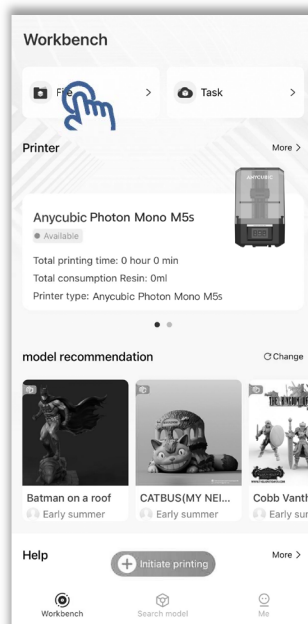 Workbench
File
Task
Printer
More >
ANYCUBIC
Anycubic Photon Mono M5s
Available
Total printing time: 0 hour 0 min
Total consumption Resin: 0ml
Printer type: Anycubic Photon Mono M5s
model recommendation
Change
Batman on a roof
CATBUS(MY NEI...
Cobb Vanth
Early summer
Early summer
Early sur
Help
Initiate printing
More >
Workbench
Search model
Me